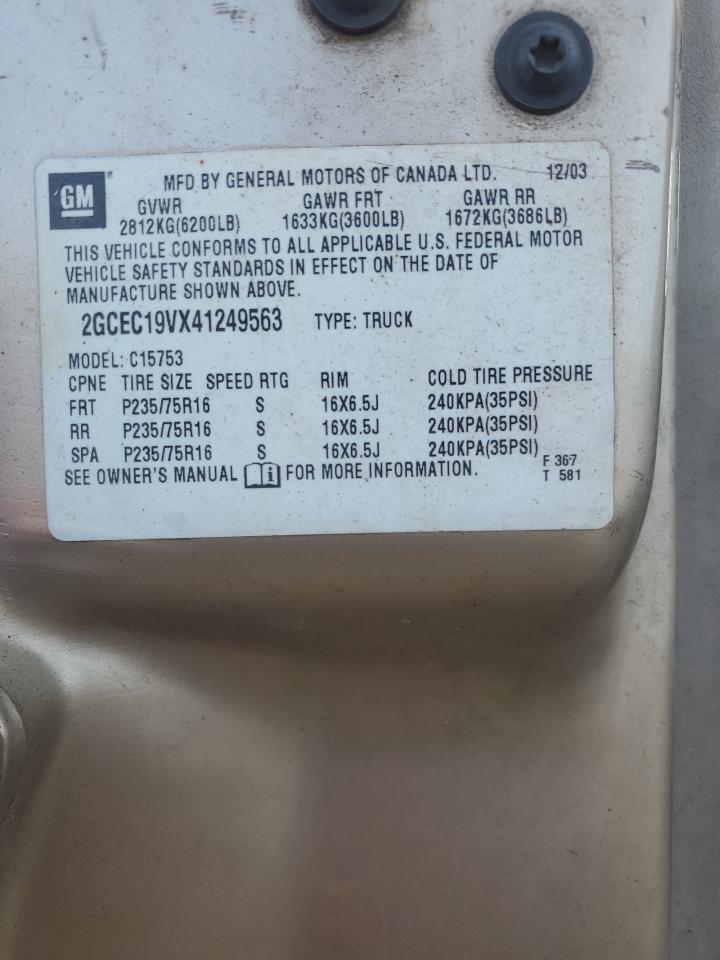 GM ®
MFD BY GENERAL MOTORS OF CANADA LTD. 12/03
GVWR GAWR FRT GAWR RR
2812KG(6200LB) 1633KG(3600LB) 1672KG(3686LB)
THIS VEHICLE CONFORMS TO ALL APPLICABLE U.S. FEDERAL MOTOR
VEHICLE SAFETY STANDARDS IN EFFECT ON THE DATE OF
MANUFACTURE SHOWN ABOVE.
2GCEC19VX41249563 TYPE: TRUCK
MODEL: C15753
CPNE TIRE SIZE SPEED RTG RIM COLD TIRE PRESSURE
FRT P235/75R16 S 16X6.5J 240KPA(35PSI)
RR P235/75R16 S 16X6.5J 240KPA(35PSI)
SPA P235/75R16 S 16X6.5J 240KPA(35PSI)
SEE OWNER'S MANUAL i FOR MORE INFORMATION. F 367
T 581